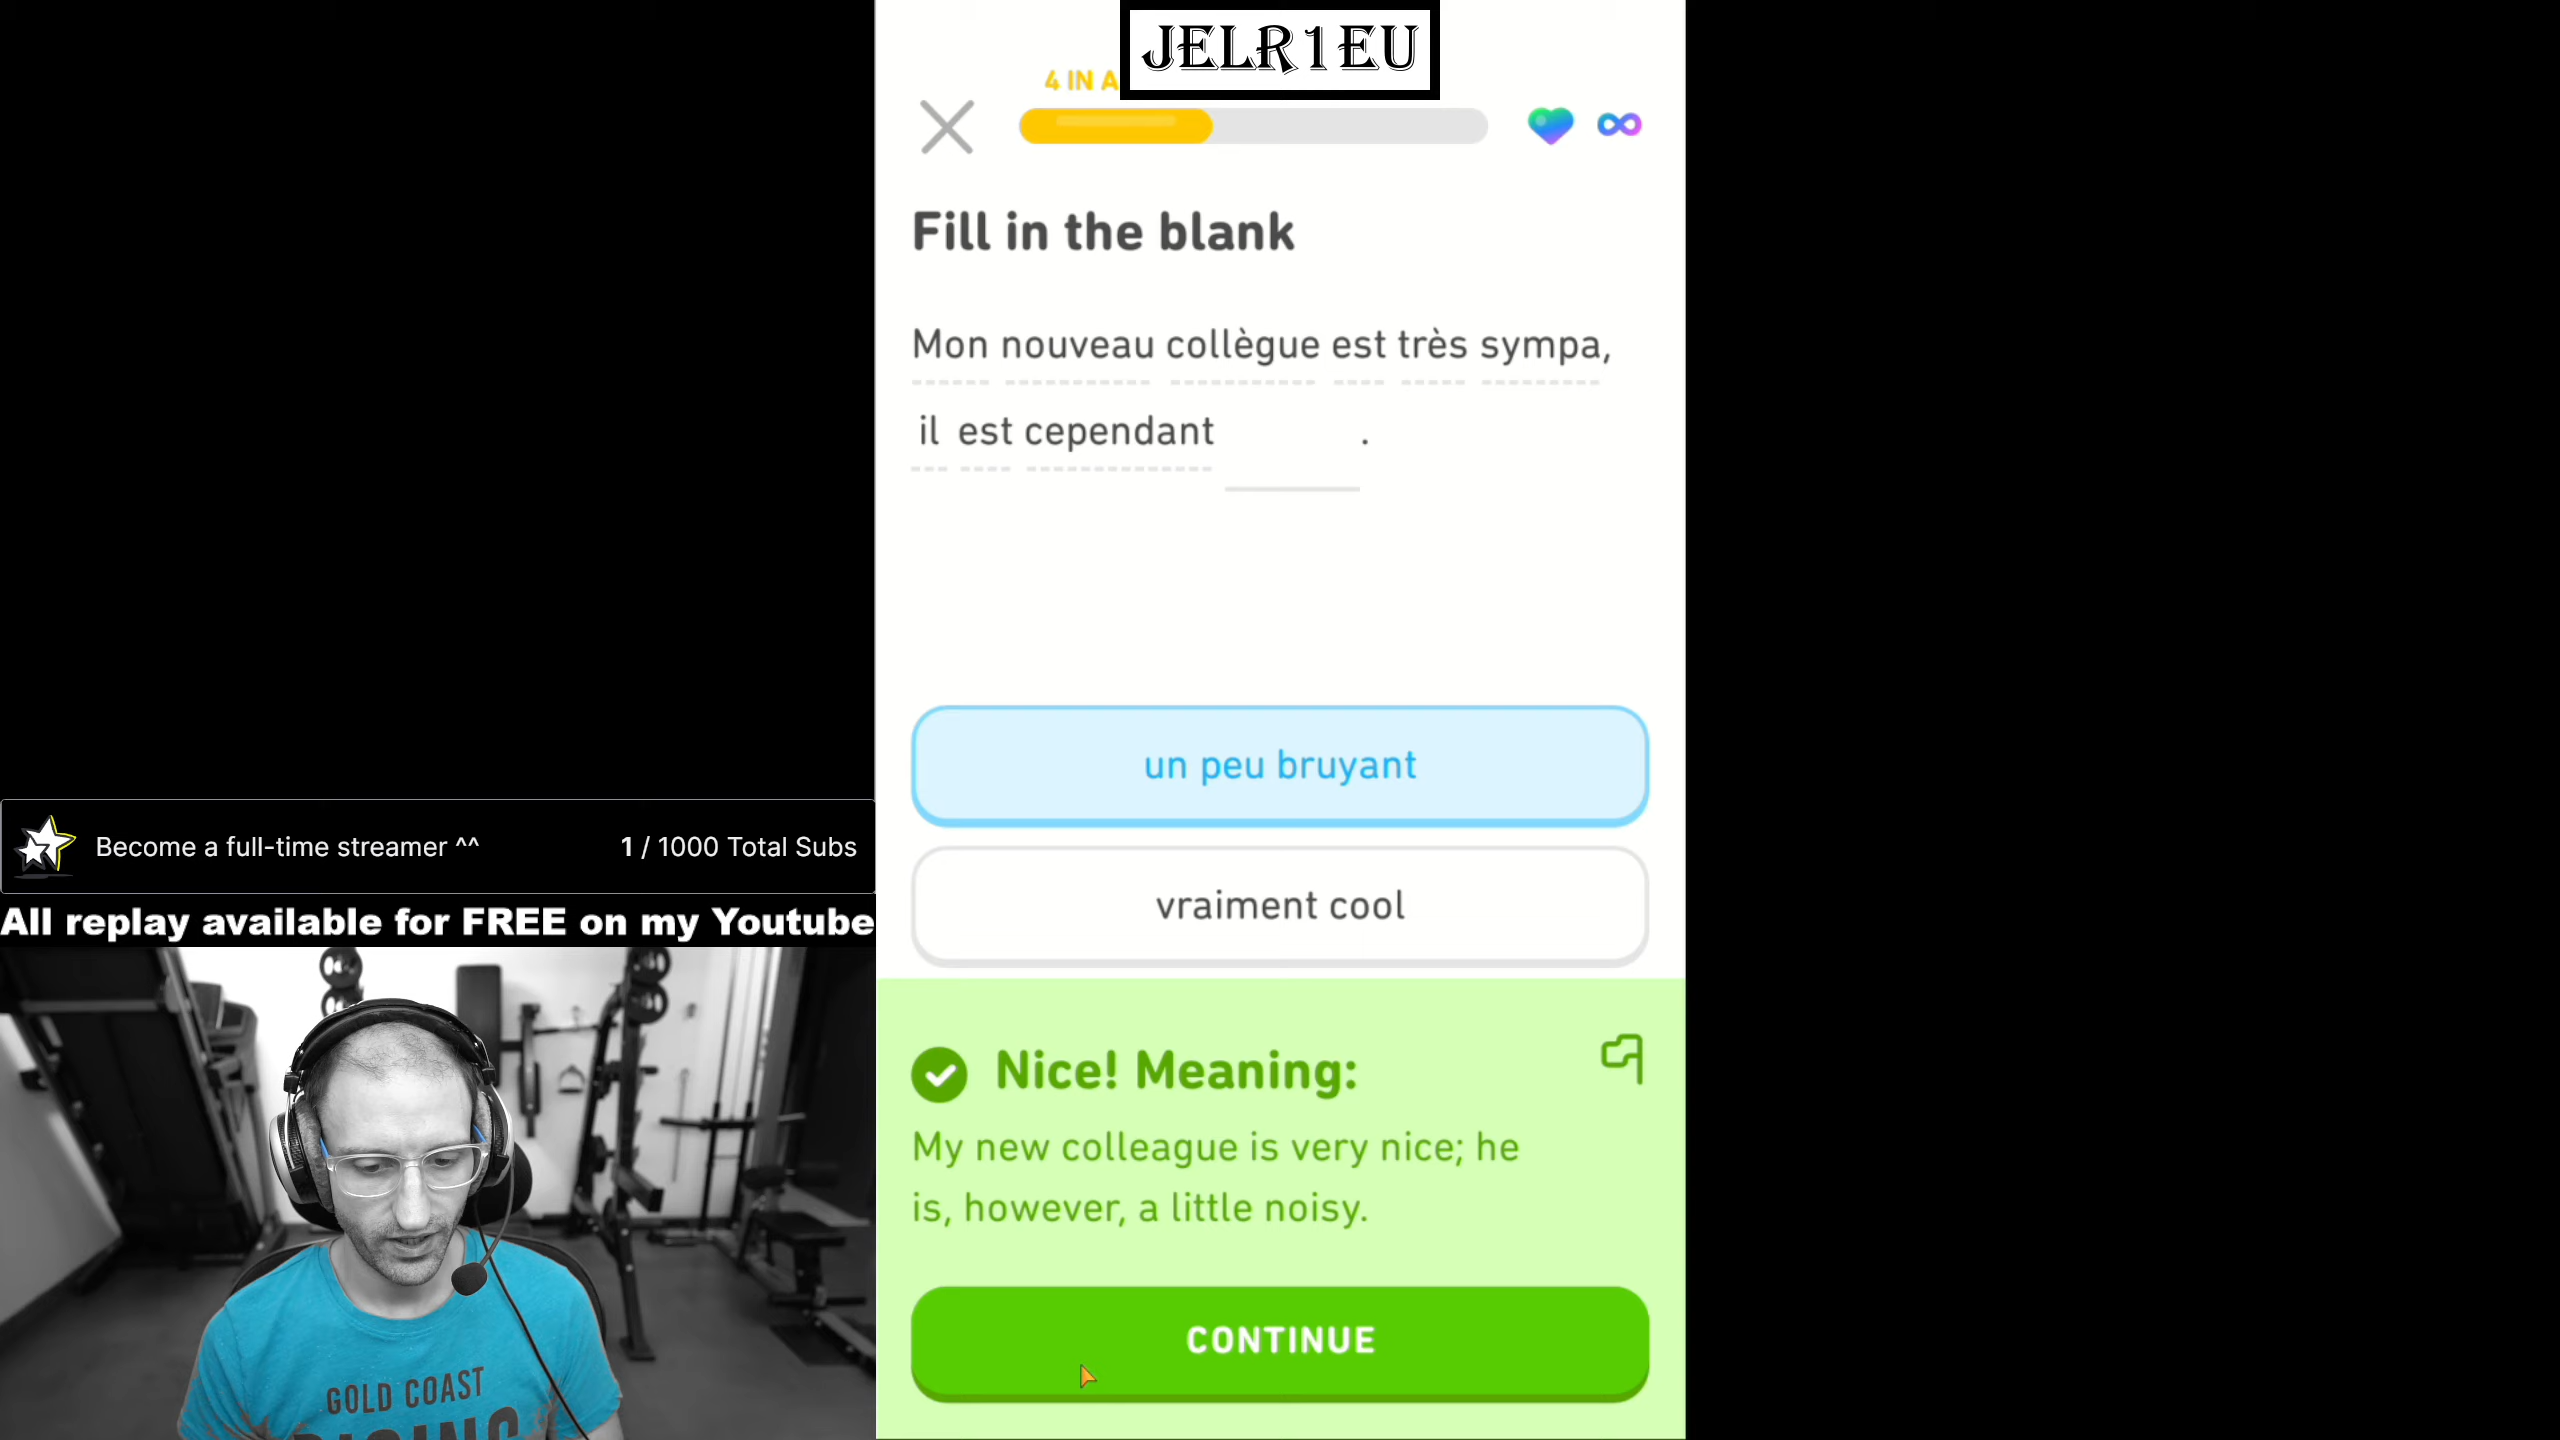 JELR1EU
4 IN A
Fill in the blank
Mon nouveau collègue est très sympa,
il est cependant .
un peu bruyant
vraiment cool
Nice! Meaning:
My new colleague is very nice; he
is, however, a little noisy.
CONTINUE
Become a full-time streamer ^^
1 / 1000 Total Subs
All replay available for FREE on my Youtube
GOLD COAST